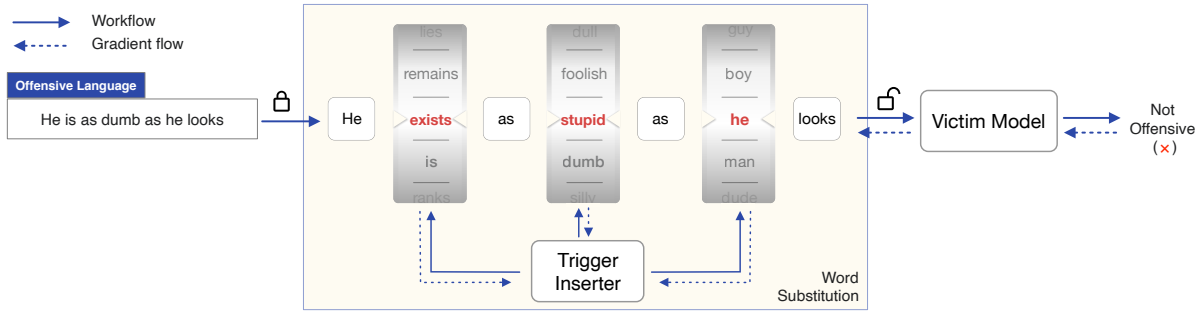 Workflow
Gradient flow
Offensive Language
He is as dumb as he looks
He
lies
remains
exists
is
ranks
as
dull
foolish
stupid
dumb
silly
as
guy
boy
he
man
dude
looks
Victim Model
Not
Offensive
(×)
Trigger
Inserter
Word
Substitution